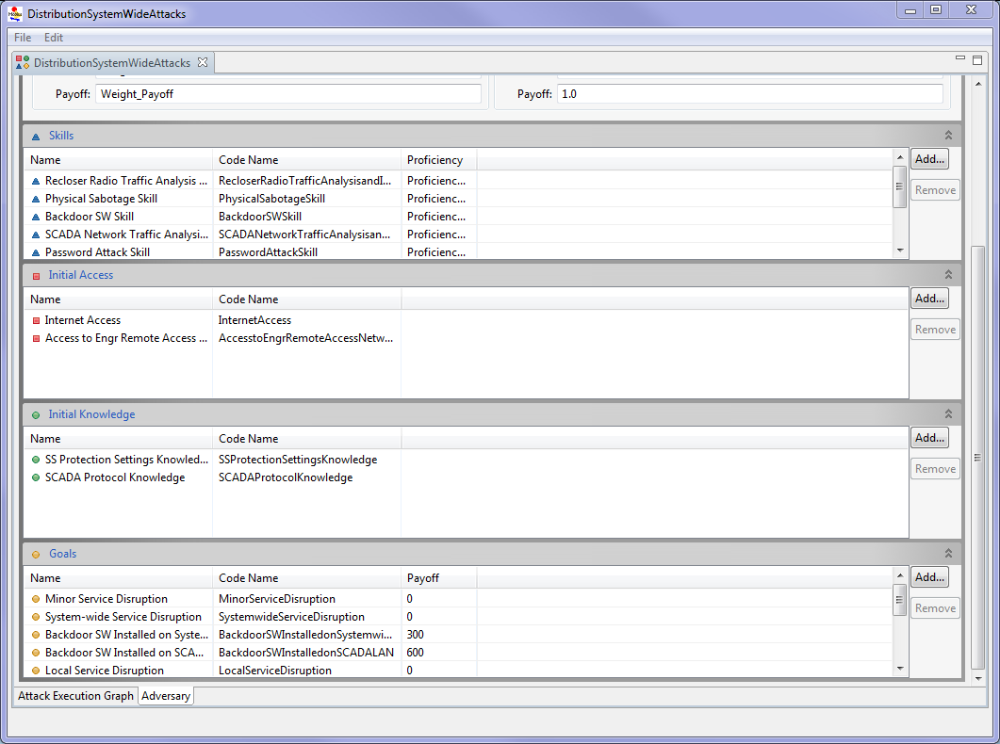 DistributionSystemWideAttacks
File Edit
DistributionSystemWideAttacks
Payoff: Weight_Payoff Payoff: 1.0
Skills
Name Code Name Proficiency Add...
Recloser Radio Traffic Analysis ... RecloserRadioTrafficAnalysisandI... Proficienc...
Remove
Physical Sabotage Skill PhysicalSabotageSkill Proficienc...
Backdoor SW Skill BackdoorSWSkill Proficienc...
SCADA Network Traffic Analysi... SCADANetworkTrafficAnalysisan... Proficienc...
Password Attack Skill PasswordAttackSkill Proficienc...
Initial Access
Name Code Name Add...
Internet Access InternetAccess
Remove
Access to Engr Remote Access ... AccesstoEngrRemoteAccessNetw...
Initial Knowledge
Name Code Name Add...
SS Protection Settings Knowled... SSProtectionSettingsKnowledge
Remove
SCADA Protocol Knowledge SCADAProtocolKnowledge
Goals
Name Code Name Payoff Add...
Minor Service Disruption MinorServiceDisruption 0
Remove
System-wide Service Disruption SystemwideServiceDisruption 0
Backdoor SW Installed on Syste... BackdoorSWInstalledonSystemwi... 300
Backdoor SW Installed on SCA... BackdoorSWInstalledonSCADALAN 600
Local Service Disruption LocalServiceDisruption 0
Attack Execution Graph Adversary